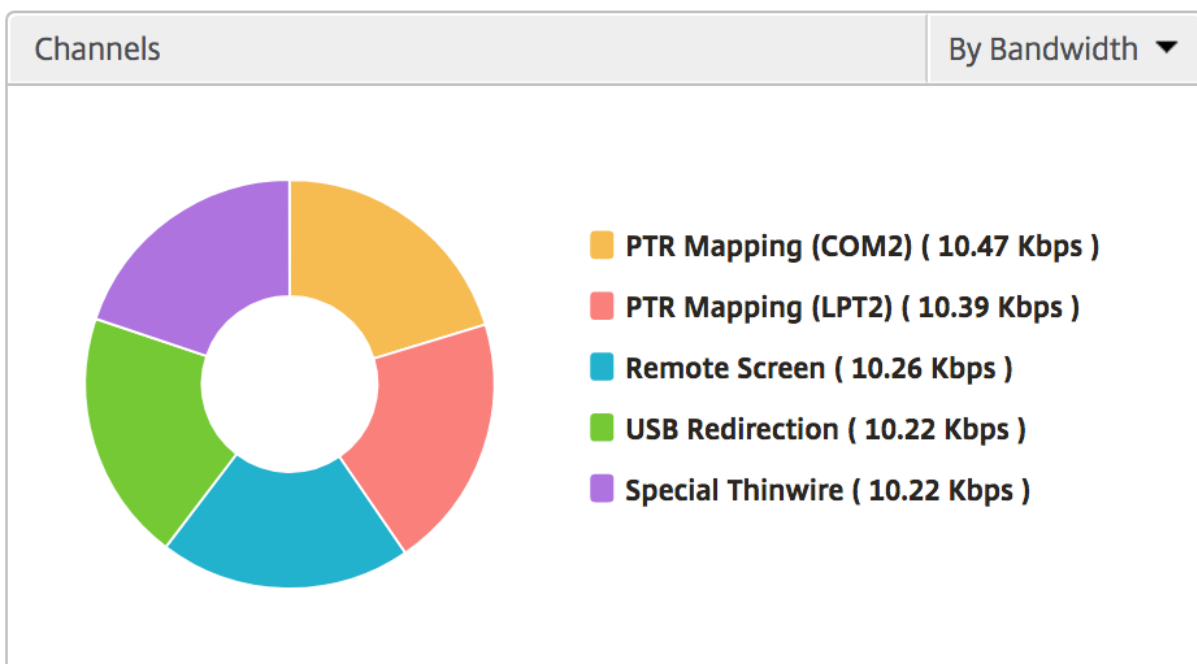 Channels
By Bandwidth
PTR Mapping (COM2) ( 10.47 Kbps )
PTR Mapping (LPT2) ( 10.39 Kbps )
Remote Screen ( 10.26 Kbps )
USB Redirection ( 10.22 Kbps )
Special Thinwire ( 10.22 Kbps )